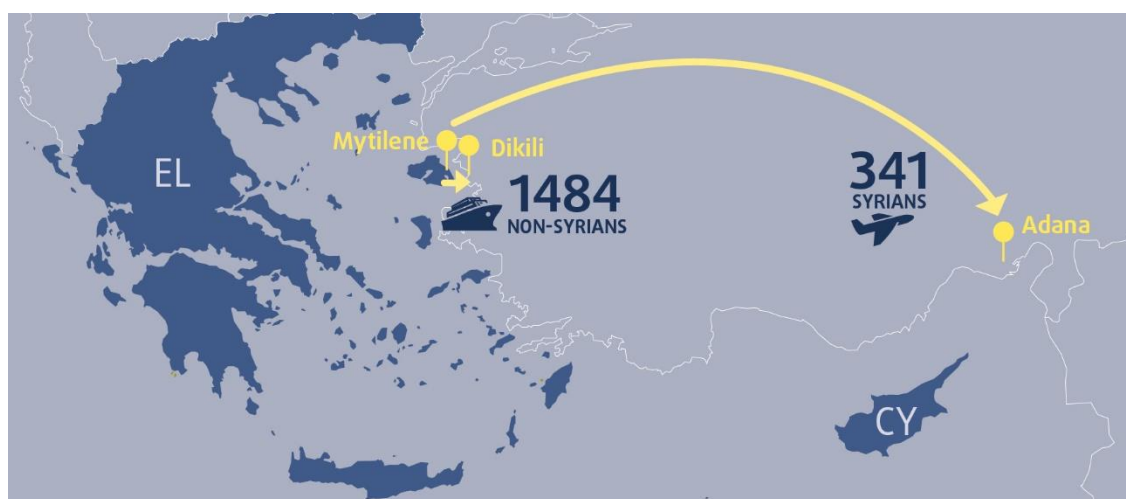 EL
Mytilene
Dikili
1484
NON-SYRIANS
341
SYRIANS
Adana
CY